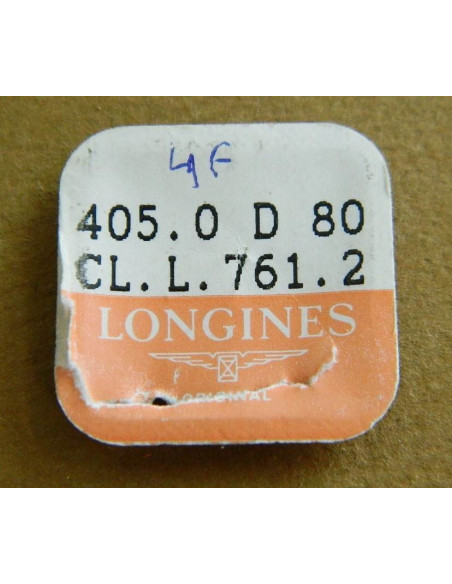 4F
405.0 D 80
CL.L.761.2
LONGINES
ORIGINAL